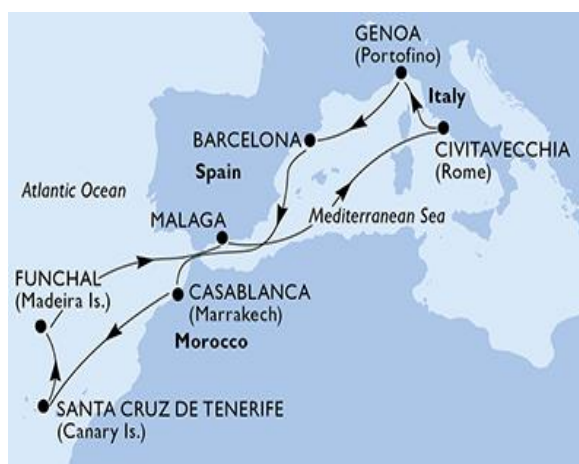 GENOA
(Portofino)
Italy
BARCELONA
CIVITAVECCHIA
(Rome)
Spain
Atlantic Ocean
MALAGA
Mediterranean Sea
FUNCHAL
(Madeira Is.)
CASABLANCA
(Marrakech)
Morocco
SANTA CRUZ DE TENERIFE
(Canary Is.)